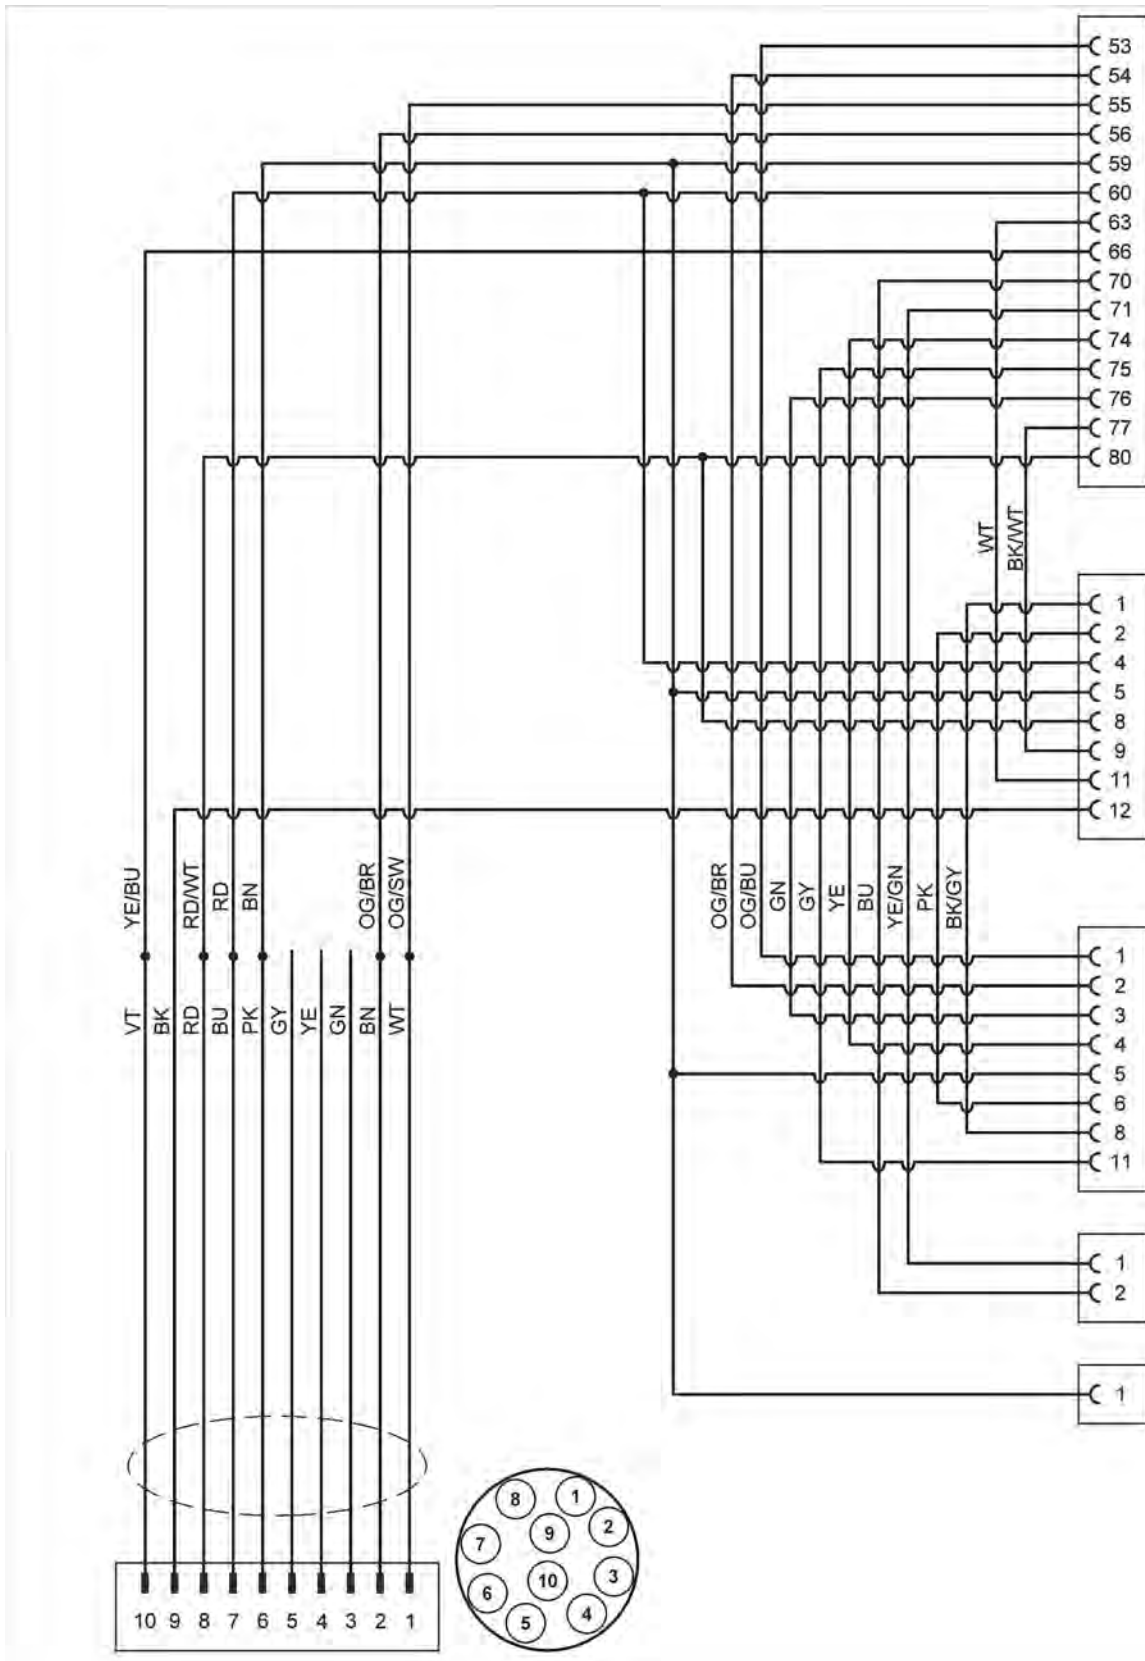 53
54
55
56
59
60
63
66
70
71
74
75
76
77
80
WT
BK/WT
1
2
4
5
8
9
11
12
YE/BU
RD/WT
RD
BN
OG/BR
OG/SW
OG/BR
OG/BU
GN
GY
YE
BU
YE/GN
PK
BK/GY
VT
BK
RD
BU
PK
GY
YE
GN
BN
WT
1
2
3
4
5
6
8
11
1
2
1
10 9 8 7 6 5 4 3 2 1
8 1
9 2
7
10 3
6
5 4